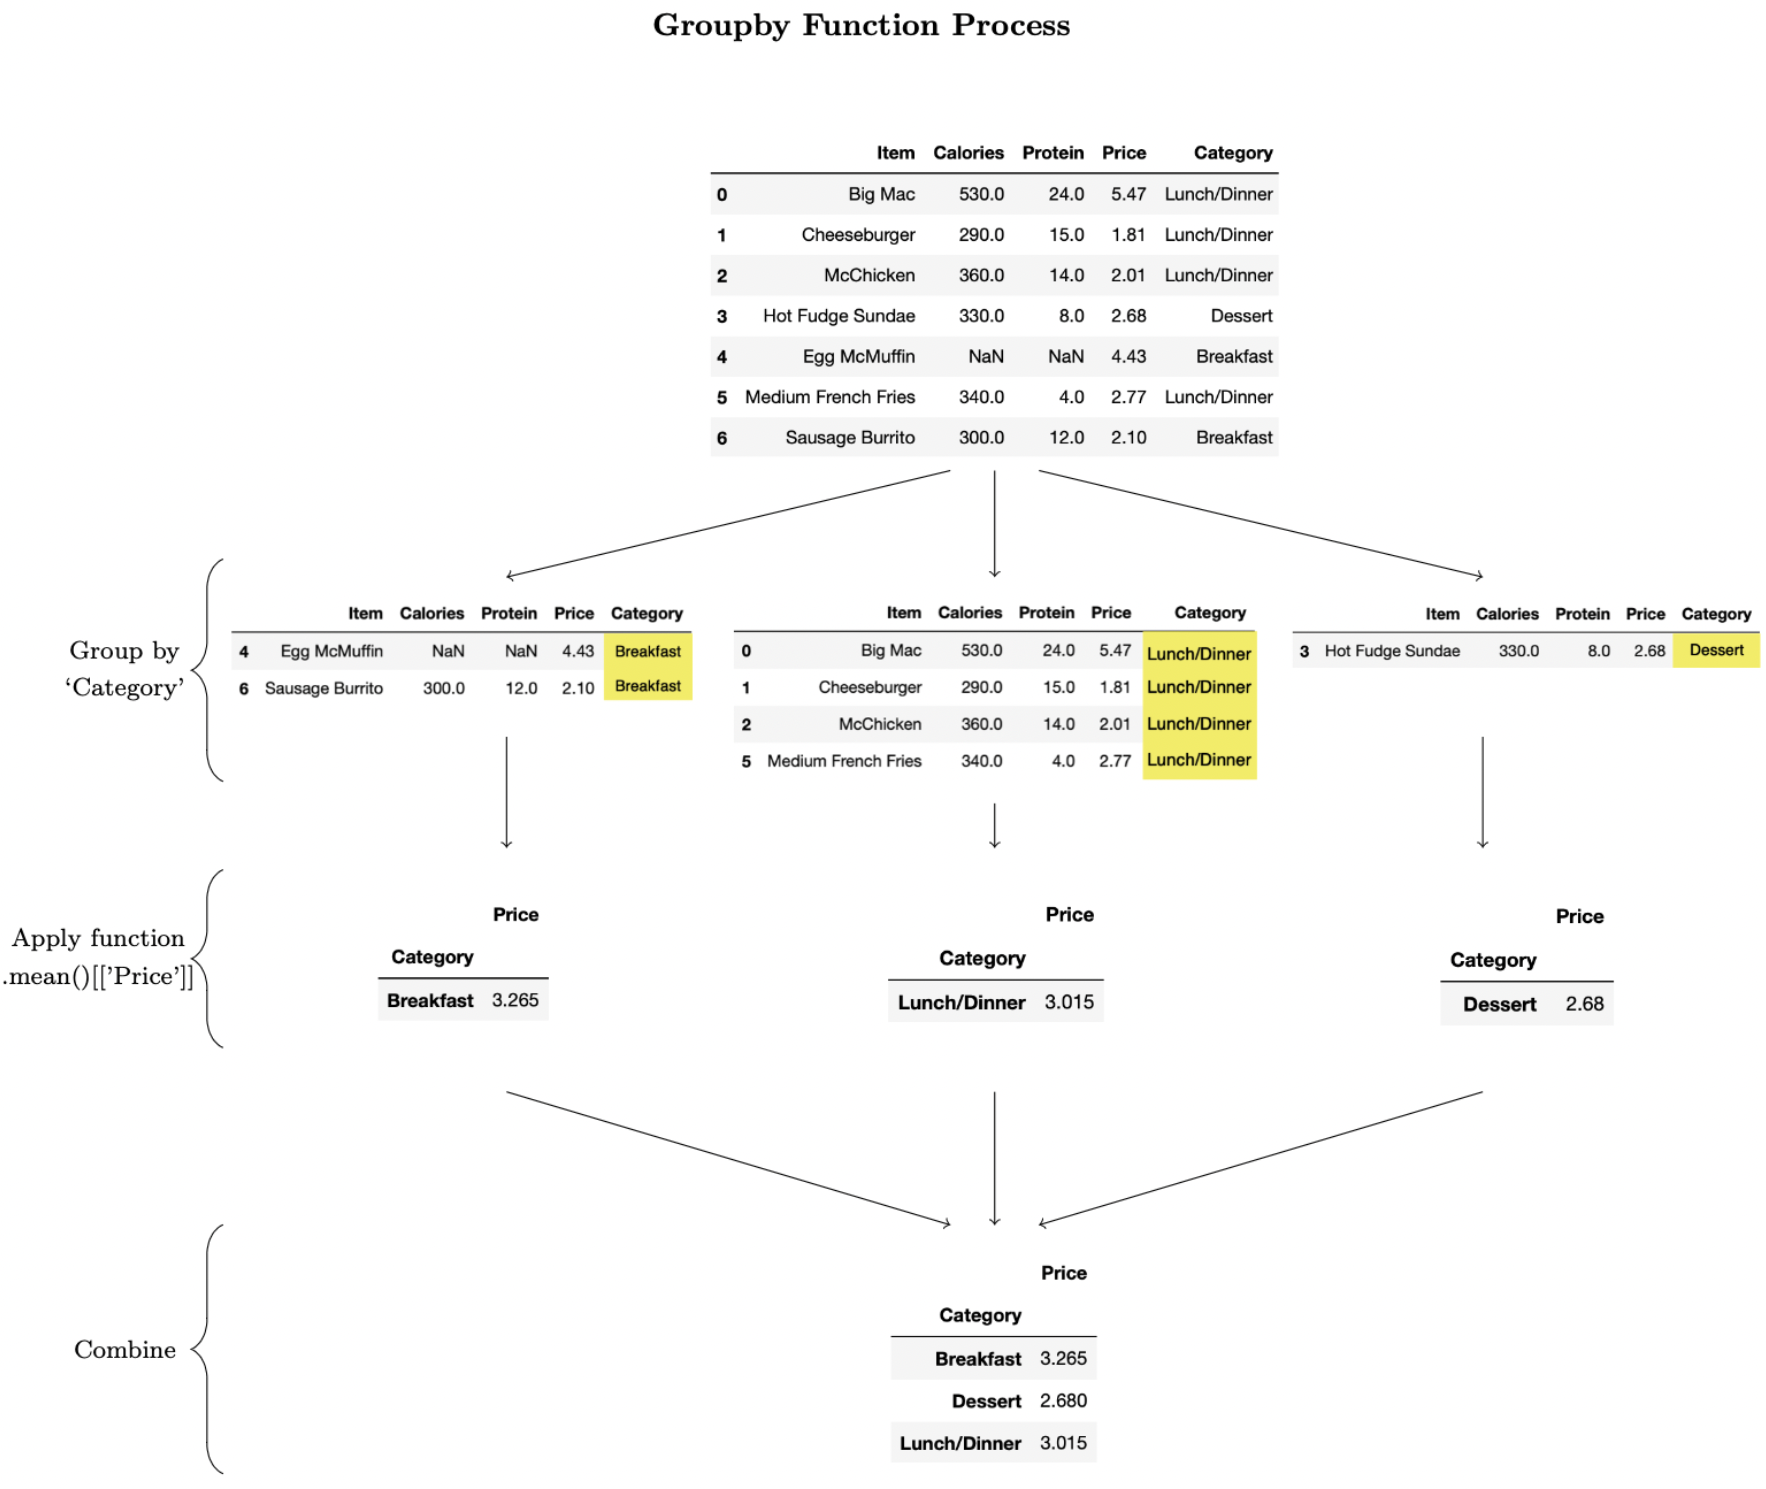 Groupby Function Process
Item Calories Protein Price Category
0 Big Mac 530.0 24.0 5.47 Lunch/Dinner
1 Cheeseburger 290.0 15.0 1.81 Lunch/Dinner
2 McChicken 360.0 14.0 2.01 Lunch/Dinner
3 Hot Fudge Sundae 330.0 8.0 2.68 Dessert
4 Egg McMuffin NaN NaN 4.43 Breakfast
5 Medium French Fries 340.0 4.0 2.77 Lunch/Dinner
6 Sausage Burrito 300.0 12.0 2.10 Breakfast
Group by
‘Category’
Item Calories Protein Price Category
4 Egg McMuffin NaN NaN 4.43 Breakfast
6 Sausage Burrito 300.0 12.0 2.10 Breakfast
Item Calories Protein Price Category
0 Big Mac 530.0 24.0 5.47 Lunch/Dinner
1 Cheeseburger 290.0 15.0 1.81 Lunch/Dinner
2 McChicken 360.0 14.0 2.01 Lunch/Dinner
5 Medium French Fries 340.0 4.0 2.77 Lunch/Dinner
Item Calories Protein Price Category
3 Hot Fudge Sundae 330.0 8.0 2.68 Dessert
Apply function
.mean()[[’Price’]]
Price
Category
Breakfast 3.265
Price
Category
Lunch/Dinner 3.015
Price
Category
Dessert 2.68
Combine
Price
Category
Breakfast 3.265
Dessert 2.680
Lunch/Dinner 3.015